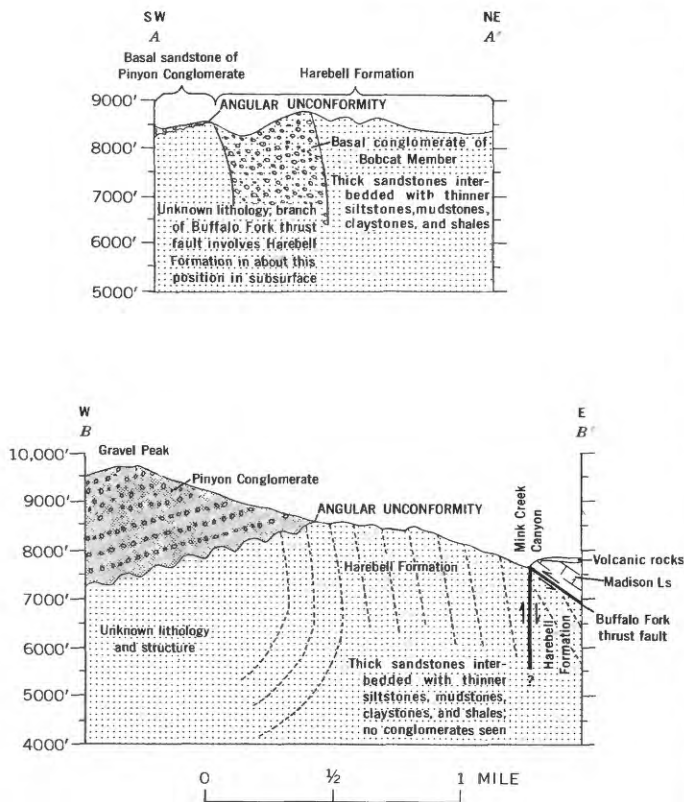 SW
NE
A
A′
Basal sandstone of
Pinyon Conglomerate
Harebell Formation
9000′
ANGULAR UNCONFORMITY
8000′
Basal conglomerate of
Bobcat Member
7000′
Thick sandstones inter-
bedded with thinner
siltstones, mudstones,
claystones, and shales
Unknown lithology; branch
of Buffalo Fork thrust
fault involves Harebell
Formation in about this
position in subsurface
6000′
5000′
W
E
B
B′
10,000′
Gravel Peak
Pinyon Conglomerate
9000′
ANGULAR UNCONFORMITY
Mink Creek
Canyon
8000′
Harebell Formation
Volcanic rocks
Madison Ls
7000′
Buffalo Fork
thrust fault
Harebell
Formation
Unknown lithology
and structure
6000′
Thick sandstones inter-
bedded with thinner
siltstones, mudstones,
claystones, and shales;
no conglomerates seen
?
5000′
4000′
0 ½ 1 MILE